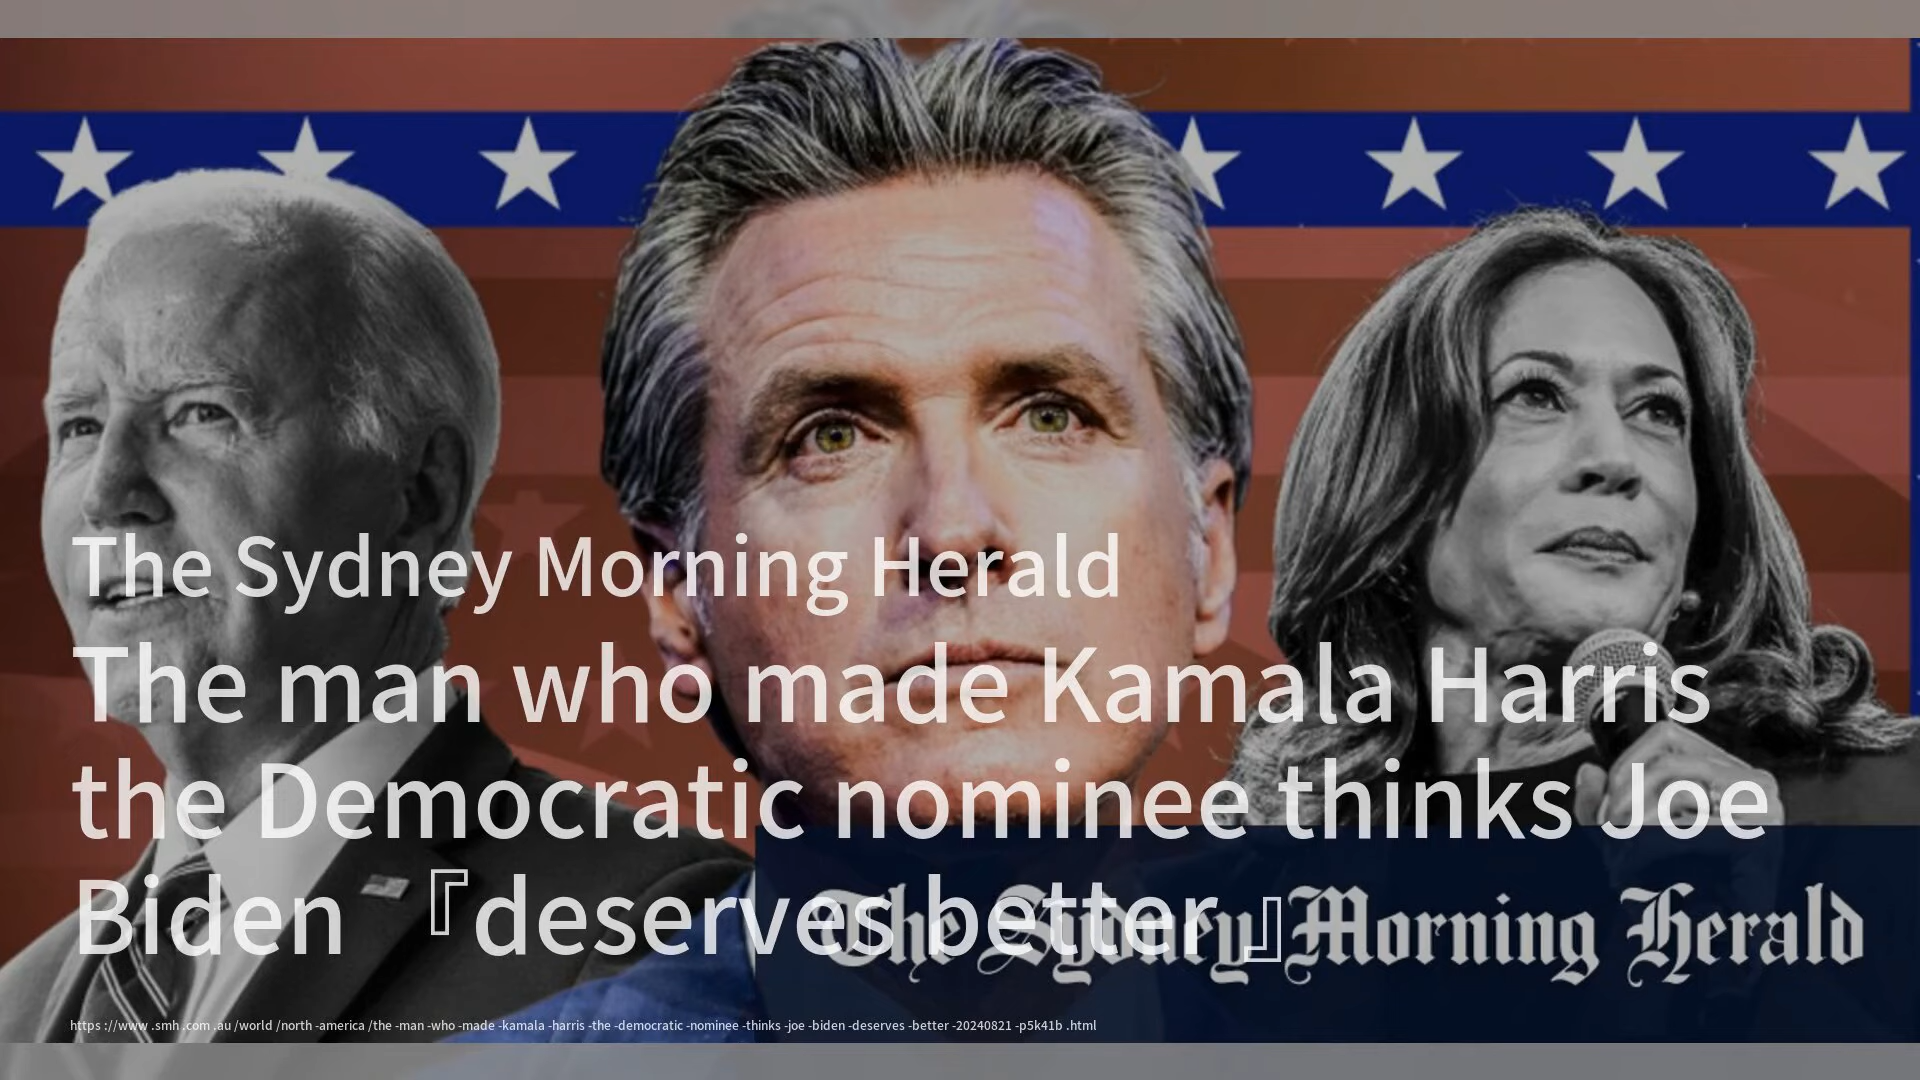 The Sydney Morning Herald
The man who made Kamala Harris
the Democratic nominee thinks Joe
Biden 『deserves better』
The Sydney Morning Herald
https ://www .smh .com .au /world /north -america /the -man -who -made -kamala -harris -the -democratic -nominee -thinks -joe -biden -deserves -better -20240821 -p5k41b .html